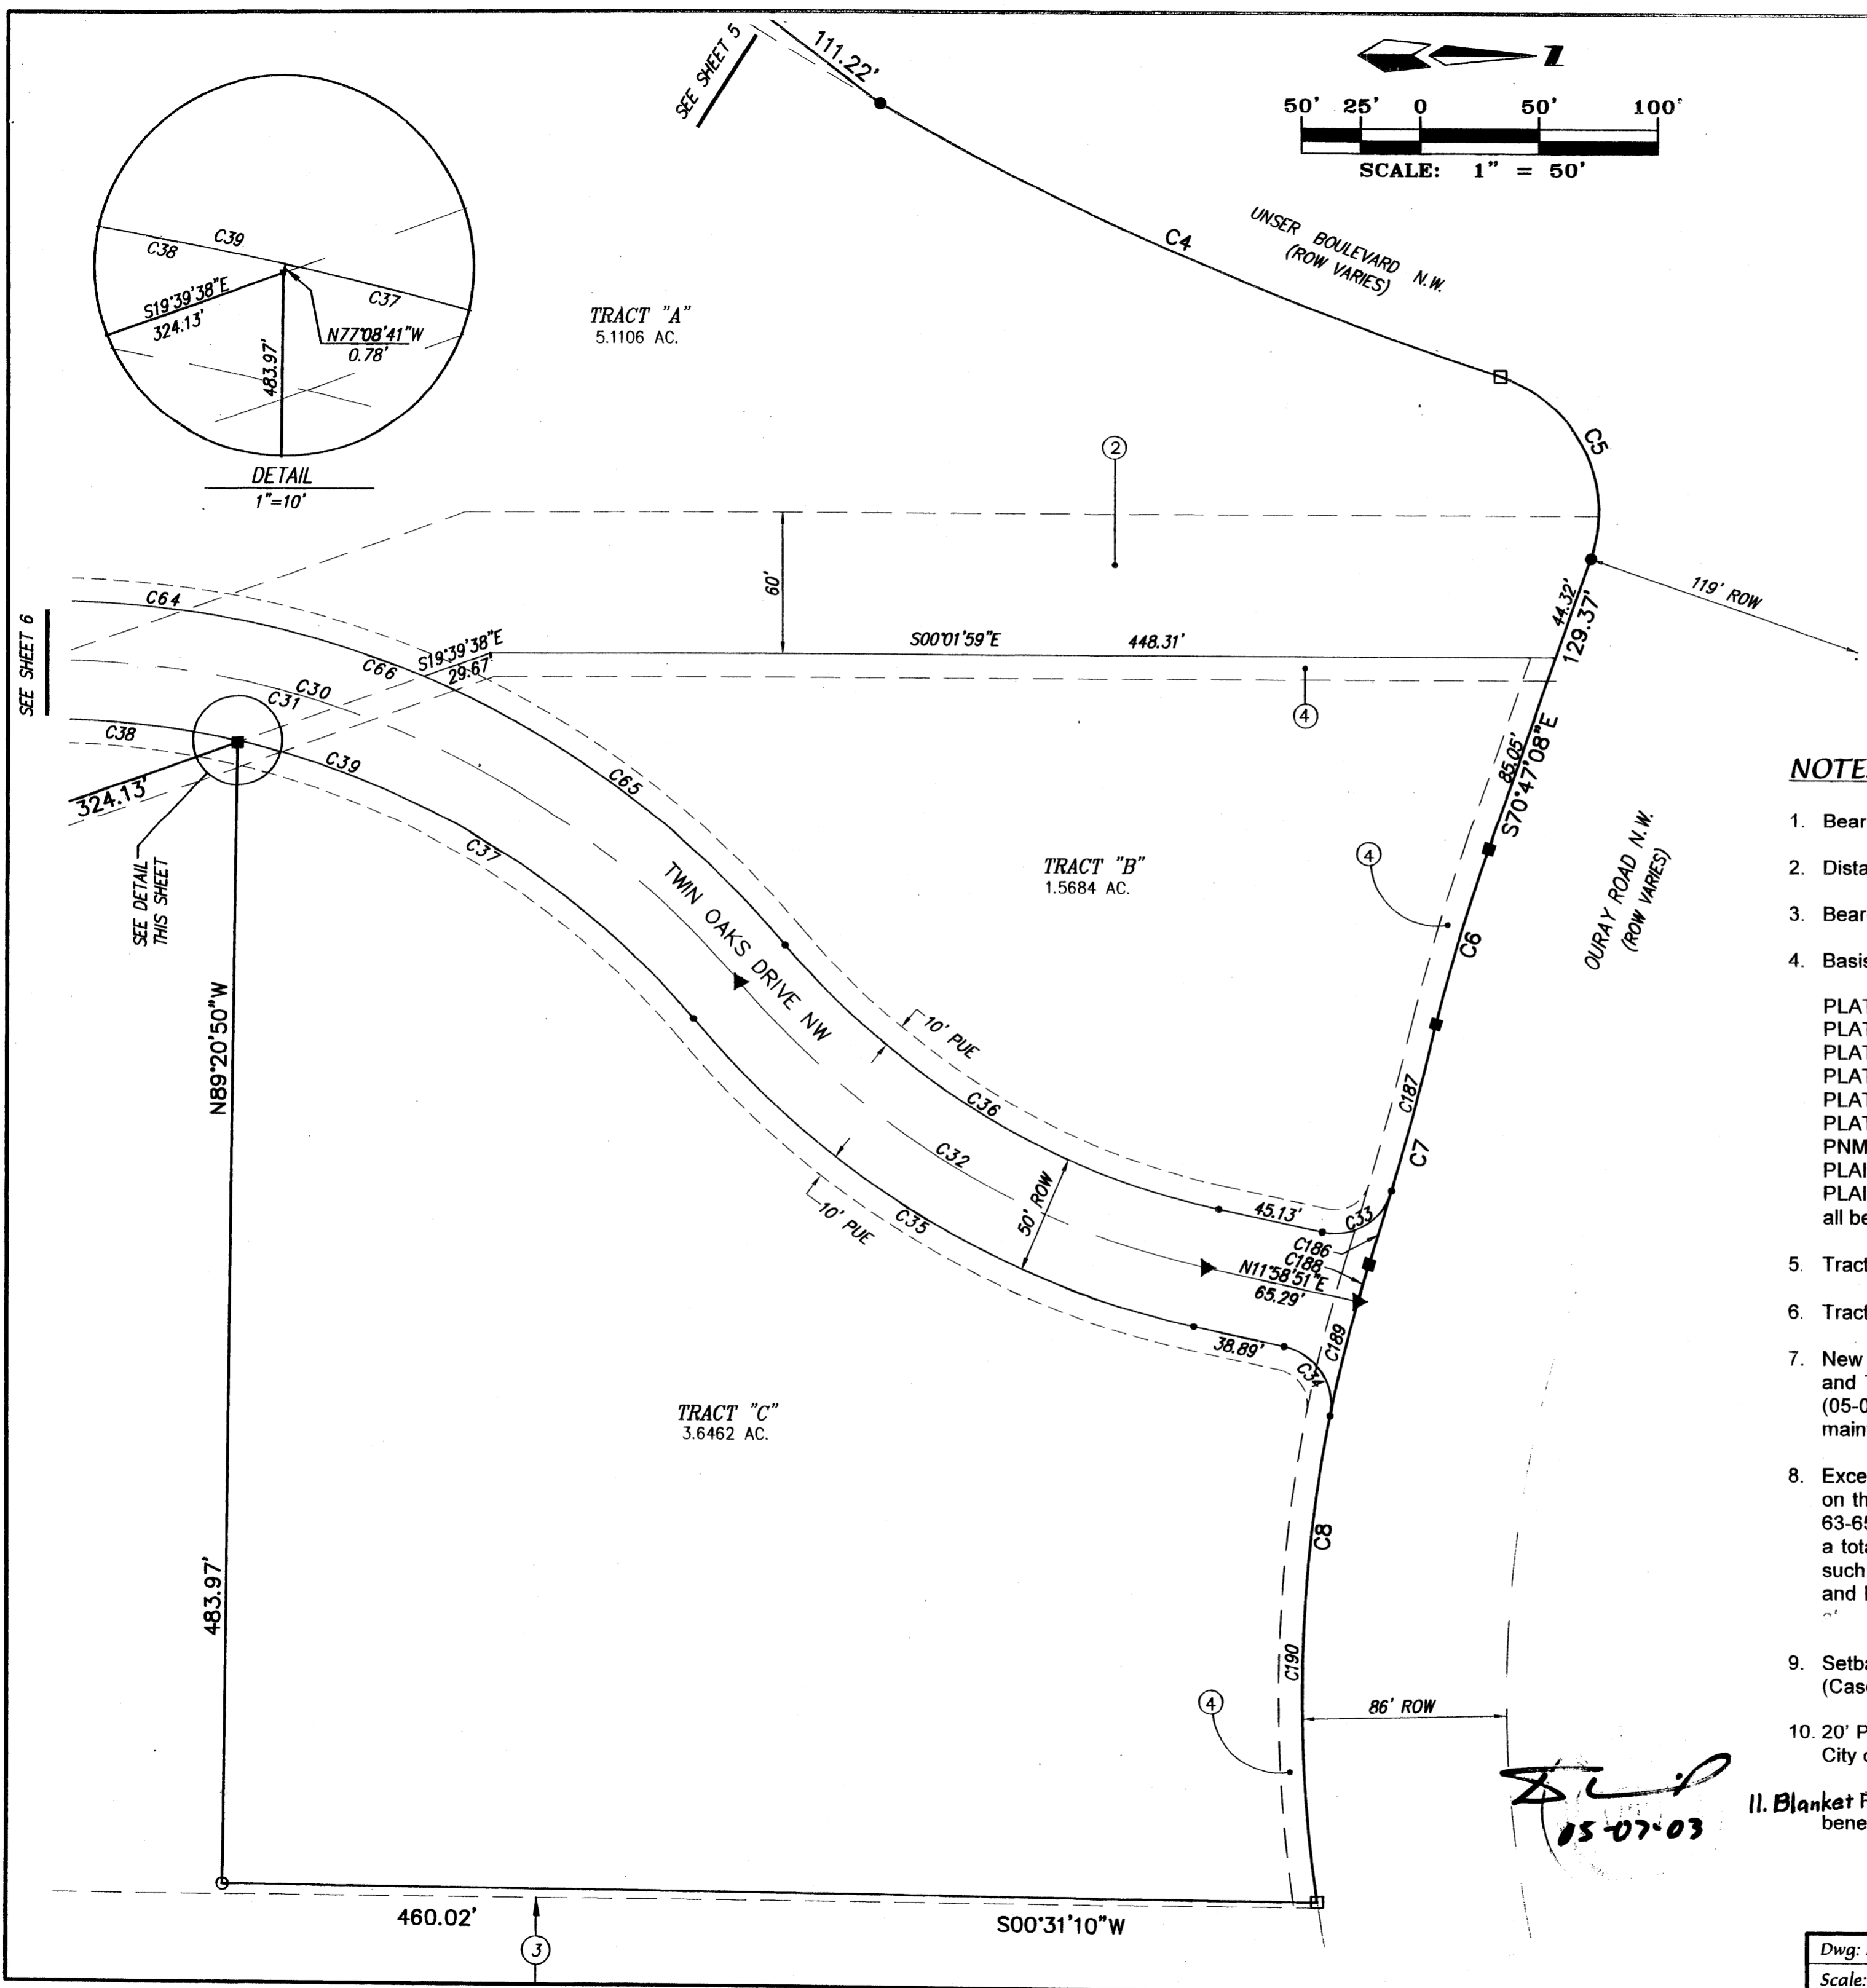 SEE SHEET 5
111.22'
Z
50' 25' 0 50' 100'
SCALE: 1" = 50'
UNSER BOULEVARD N.W.
(ROW VARIES)
C4
C5
C39
C38
C37
S19°39'38"E
324.13'
N77°08'41"W
0.78'
483.97'
DETAIL
1"=10'
TRACT "A"
5.1106 AC.
2
60'
119' ROW
44.32'
129.37'
S00°01'59"E 448.31'
4
SEE SHEET 6
C64
C66
S19°39'38"E
29.67'
C30
C31
C38
C39
324.13'
SEE DETAIL
THIS SHEET
C65
C37
85.05'
S70°47'08"E
TRACT "B"
1.5684 AC.
4
C6
OURAY ROAD N.W.
(ROW VARIES)
TWIN OAKS DRIVE NW
10' PUE
C36
C32
C35
10' PUE
50' ROW
C187
C7
45.13'
C33
C186
C188
N11°58'51"E
65.29'
C189
38.89'
C34
N89°20'50"W
483.97'
TRACT "C"
3.6462 AC.
C8
C190
4
86' ROW
460.02'
S00°31'10"W
3
05-07-03
NOTE
1. Bear
2. Dista
3. Bear
4. Basis
PLAT
PLAT
PLAT
PLAT
PLAT
PLAT
PNM
PLAI
PLAI
all be
5. Tract
6. Tract
7. New
and
(05-0
main
8. Exce
on th
63-65
a tota
such
and
9. Setba
(Case
10. 20' P
City o
11. Blanket
bene
Dwg:
Scale: